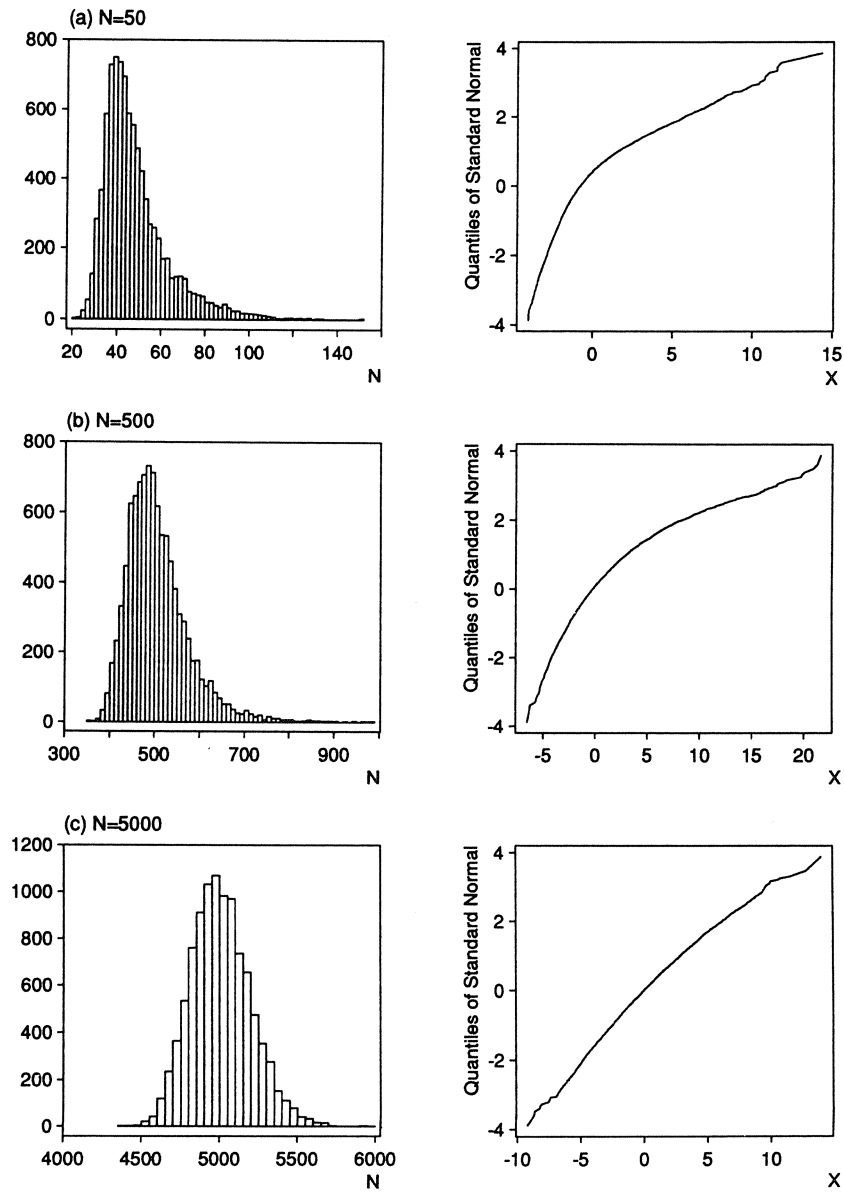 (a) N=50
800
600
400
200
0
20 40 60 80 100 140
N
Quantiles of Standard Normal
4
2
0
-2
-4
0 5 10 15
X
(b) N=500
800
600
400
200
0
300 500 700 900
N
Quantiles of Standard Normal
4
2
0
-2
-4
-5 0 5 10 15 20
X
(c) N=5000
1200
1000
800
600
400
200
0
4000 4500 5000 5500 6000
N
Quantiles of Standard Normal
4
2
0
-2
-4
-10 -5 0 5 10
X